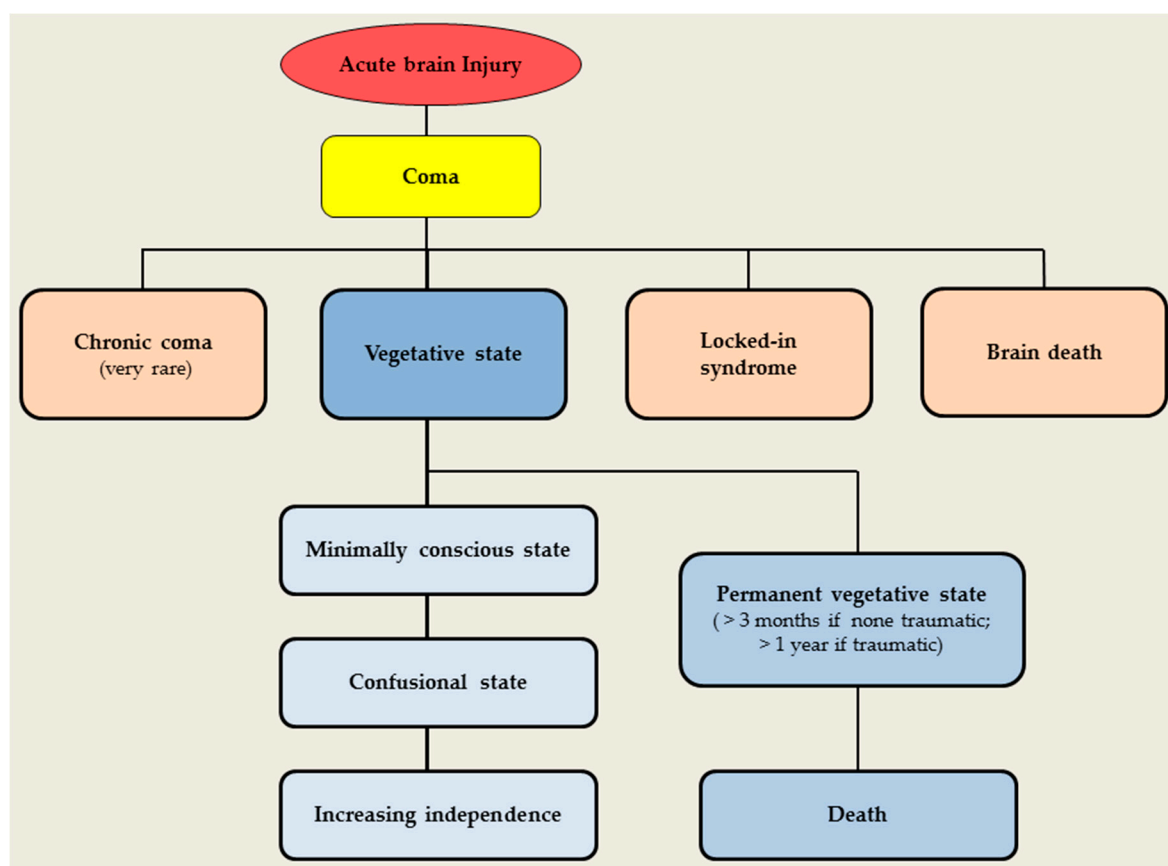 Acute brain Injury
Coma
Chronic coma
(very rare)
Vegetative state
Locked-in
syndrome
Brain death
Minimally conscious state
Permanent vegetative state
( > 3 months if none traumatic;
> 1 year if traumatic)
Confusional state
Increasing independence
Death